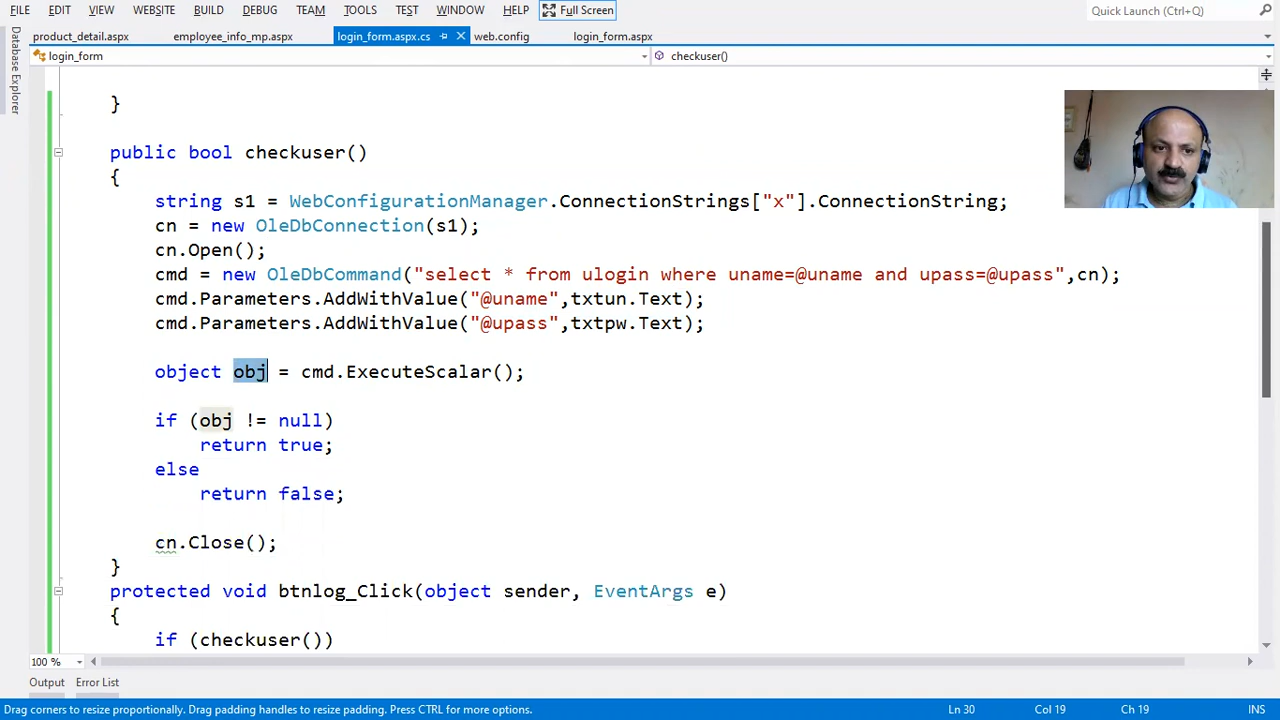 FILE EDIT VIEW WEBSITE BUILD DEBUG TEAM TOOLS TEST WINDOW HELP Full Screen Quick Launch (Ctrl+Q)
product_detail.aspx employee_info_mp.aspx login_form.aspx.cs web.config login_form.aspx
Database Explorer
login_form checkuser()
}
public bool checkuser()
{
string s1 = WebConfigurationManager.ConnectionStrings["x"].ConnectionString;
cn = new OleDbConnection(s1);
cn.Open();
cmd = new OleDbCommand("select * from ulogin where uname=@uname and upass=@upass",cn);
cmd.Parameters.AddWithValue("@uname",txtun.Text);
cmd.Parameters.AddWithValue("@upass",txtpw.Text);
object obj = cmd.ExecuteScalar();
if (obj != null)
return true;
else
return false;
cn.Close();
}
protected void btnlog_Click(object sender, EventArgs e)
{
if (checkuser())
100 %
Output Error List
Drag corners to resize proportionally. Drag padding handles to resize padding. Press CTRL for more options. Ln 30 Col 19 Ch 19 INS